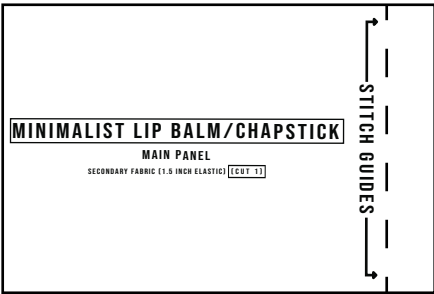 MINIMALIST LIP BALM/CHAPSTICK
MAIN PANEL
SECONDARY FABRIC (1.5 INCH ELASTIC) (CUT 1)
STITCH GUIDES